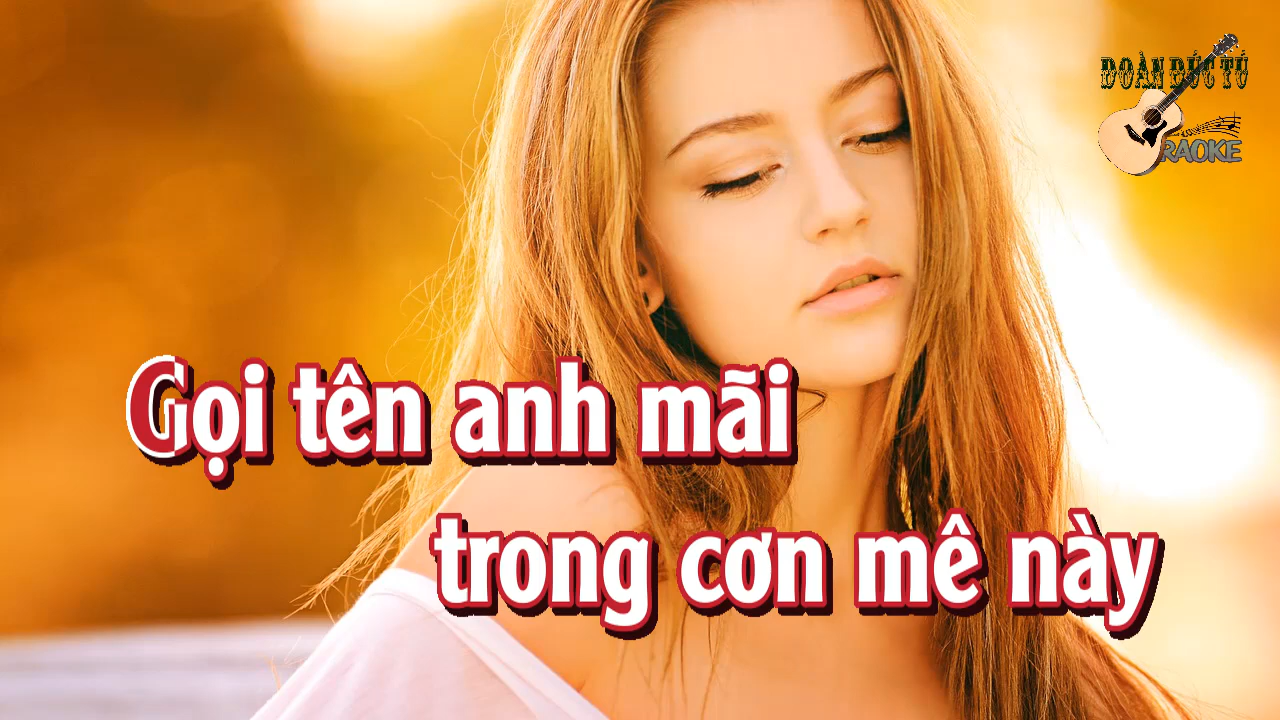 ĐOÀN ĐỨC TÚ
RAOKE
Gọi tên anh mãi
trong cơn mê này